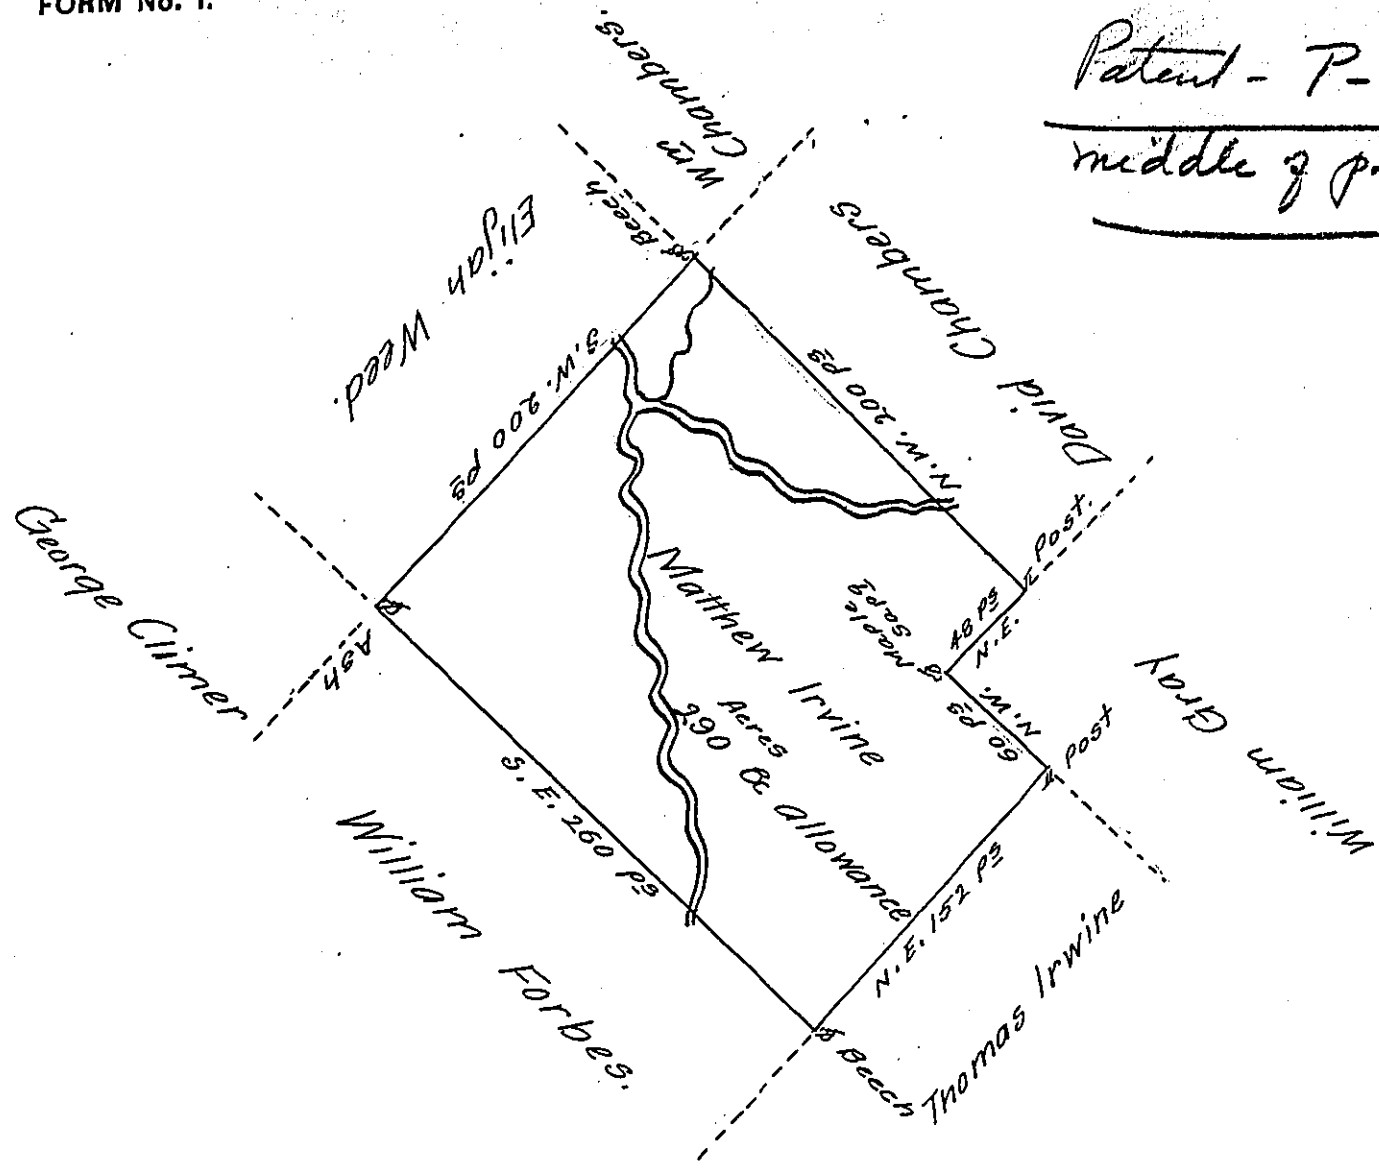 FORM No. 1.
Patent - P-
middle of p.
Wm
Chambers.
Elijah Weed.
Beech
David Chambers
S.W. 200 Ps
N.W. 200 Ps
George Climer
Ash
Post.
48 Ps
N.E.
Maple
Sapg
N.W.
60 Ps
Post
William Gray
Matthew Irvine
Acres
290 & allowance
S. E. 260 Ps
William Forbes.
N. E. 152 Ps
Beech
Thomas Irwine